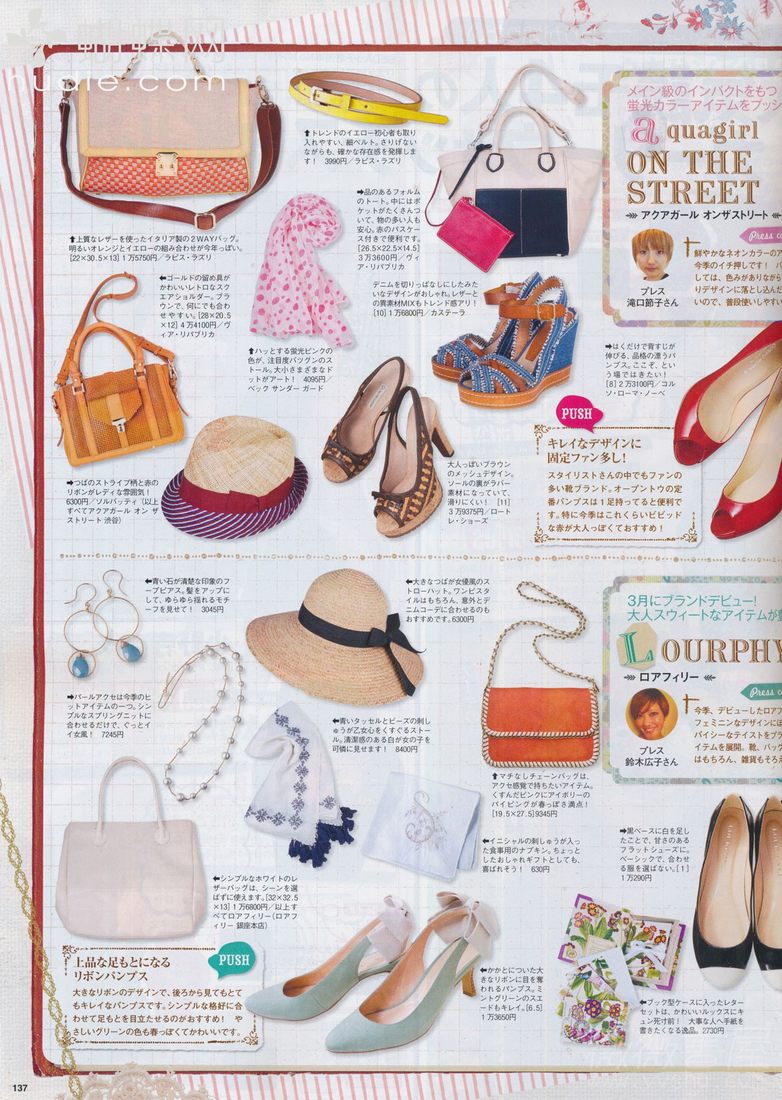 蝴蝶网
hudie.com
⬆トレンドのイエロー初心者も取り
入れやすい、細ベルト。さりげない
ながらも、確かな存在感を発揮しま
す！ 3990円／ラピス・ラズリ
⬆上質なレザーを使ったイタリア製の2WAYバッグ。
明るいオレンジとイエローの組み合わせが今年っぽい。
[22×30.5×13] 1万5750円／ラピス・ラズリ
➡品のあるフォルム
のトート。中にはポ
ケットがたくさんつ
いて、物の多い人も
安心。赤のパスケー
ス付きで便利です。
[26.5×22.5×14.5]
3万3600円／ヴィ
ア・リパブリカ
⬅ゴールドの留め具が
かわいいレトロなスク
エアショルダー。ブラ
ウンで、何にでも合わ
せやすい。[28×20.5
×12] 4万4100円／ヴ
ィア・リパブリカ
デニムを切りっぱなしにしたみた
いなデザインがおしゃれ。レザーと
の異素材MIXもトレンド感アリ！
[10] 1万6800円／カステーラ
⬆ハッとする蛍光ピンクの
色が、注目度バツグンのス
トール。大小さまざまなド
ットがアート！ 4095円／
ベック サンダー ガード
➡はくだけで背すじが
伸びる、品格の漂うパ
ンプス。ここぞ、とい
う場ではきたい！
[8] 2万3100円／コル
ソ・ローマ・ノーベ
メイン級のインパクトをもつ
蛍光カラーアイテムをプッシ
aquagirl
ON THE
STREET
アクアガール オンザストリート
Press c
プレス
滝口節子さん
鮮やかなネオンカラーのア
今季のイチ押しです！ バ
しては、色みがありながら
りデザインに落とし込んだ
いので、普段使いしやす
PUSH
キレイなデザインに
固定ファン多し！
スタイリストさんの中でもファンの
多い靴ブランド。オープントウの定
番パンプスは1足持ってると便利で
す。特に今季はこれくらいビビッド
な赤が大人っぽくておすすめ！
➡つばのストライプ柄と赤の
リボンがレディな雰囲気！
6300円／ソルバッティ（以上
すべてアクアガール オン ザ
ストリート 渋谷）
大人っぽいブラウン
のメッシュデザイン。
ソールの裏がラバー
素材になっていて、
滑りにくい！ [11]
3万9375円／ロート
レ・ショーズ
⬅青い石が清楚な印象のフ
ープピアス。髪をアップに
して、ゆらゆら揺れるモチ
ーフを見せて！ 3045円
⬅大きなつばが女優風のス
トローハット。ワンピスタ
イルはもちろん、意外とデ
ニムコーデに合わせるのも
おすすめです。6300円
➡パールアクセは今季のヒ
ットアイテムの一つ。シン
プルなスプリングニットに
合わせるだけで、ぐっとイ
イ女風！ 7245円
⬅青いタッセルとビーズの刺し
ゅうが乙女心をくすぐるストー
ル。清潔感のある白が女の子を
可憐に見せます！ 8400円
3月にブランドデビュー！
大人スウィートなアイテムが
LOURPHY
ロアフィリー
Press c
プレス
鈴木広子さん
今季、デビューしたロアフ
フェミニンなデザインにほ
パイシーなテイストをプラ
イテムを展開。靴、バッ
はもちろん、雑貨もそろえ
⬆マチなしチェーンバッグは、
アクセ感覚で持ちたいアイテム。
くすんだピンクにアイボリーの
パイピングが春っぽさ満点！
[19.5×27.5] 9345円
⬅イニシャルの刺しゅうが入っ
た食事用のナプキン。ちょっと
したおしゃれギフトとしても、
喜ばれそう！ 630円
➡黒ベースに白を足し
たことで、甘さのある
フラットシューズに。
ベーシックで、合わせ
る服を選ばない。[1]
1万290円
⬅シンプルなホワイトのレ
ザーバッグは、シーンを選
ばずに使えます。[32×32.5
×13] 1万6800円／以上す
べてロアフィリー（ロアフ
ィリー 銀座本店）
上品な足もとになる
リボンパンプス
PUSH
大きなリボンのデザインで、後ろから見てもとて
もキレイなパンプスです。シンプルな格好に合
わせて足もとを目立たせるのがおすすめ！ や
さしいグリーンの色も春っぽくてかわいいです。
⬅かかとについた大
きなリボンに目を奪
われるパンプス。ミ
ントグリーンのスエ
ードもキレイ。[6.5]
1万3650円
⬅ブック型ケースに入ったレター
セットは、かわいいルックスにキ
ュン死寸前！ 大事な人へ手紙を
書きたくなる逸品。2730円
137